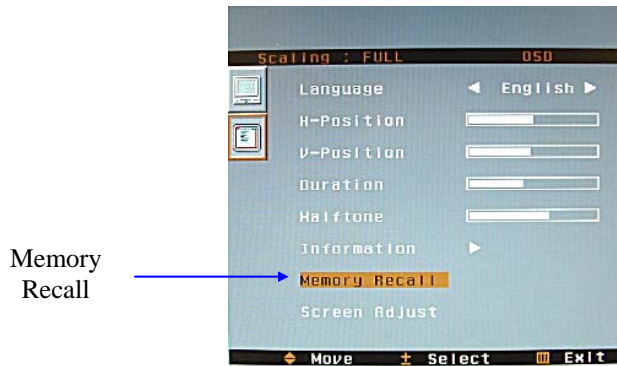 Scaling : FULL OSD
Language English
H-Position
V-Position
Duration
Halftone
Information
Memory Recall
Memory Recall
Screen Adjust
Move ± Select Exit